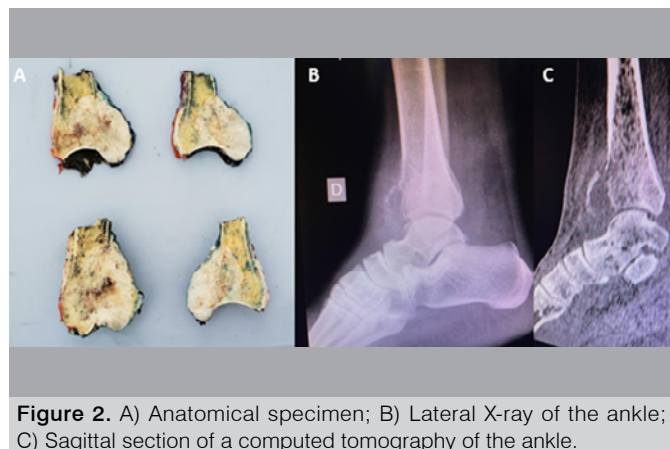 A
B
C
D
Figure 2. A) Anatomical specimen; B) Lateral X-ray of the ankle;
C) Sagittal section of a computed tomography of the ankle.